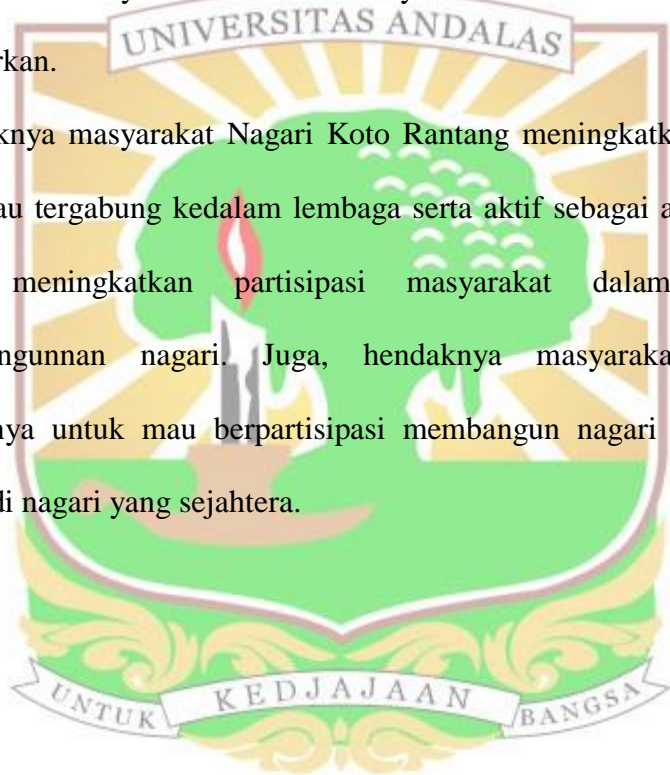 UNIVERSITAS ANDALAS
rkan.
knya masyarakat Nagari Koto Rantang meningkatk
au tergabung kedalam lembaga serta aktif sebagai a
meningkatkan partisipasi masyarakat dalam
ngunnan nagari. Juga, hendaknya masyaraka
nya untuk mau berpartisipasi membangun nagari
di nagari yang sejahtera.
UNTUK KEDJAJAAN BANGSA